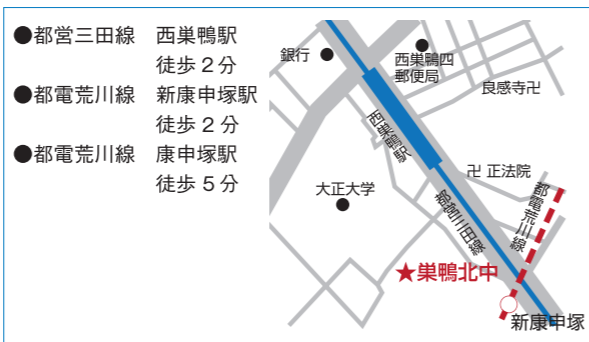 ●都営三田線　西巣鴨駅
徒歩 2 分
●都電荒川線　新康申塚駅
徒歩 2 分
●都電荒川線　康申塚駅
徒歩 5 分
銀行
西巣鴨四
郵便局
良感寺卍
西巣鴨駅
卍 正法院
大正大学
都営三田線
都電荒川線
★巣鴨北中
新康申塚